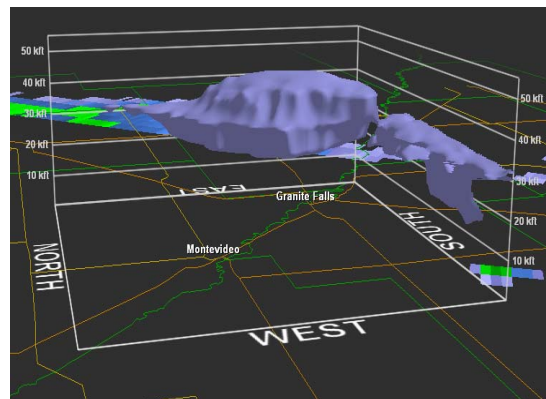 50 kft
40 kft
30 kft
20 kft
10 kft
50 kft
40 kft
30 kft
20 kft
10 kft
EAST
Granite Falls
SOUTH
Montevideo
NORTH
WEST